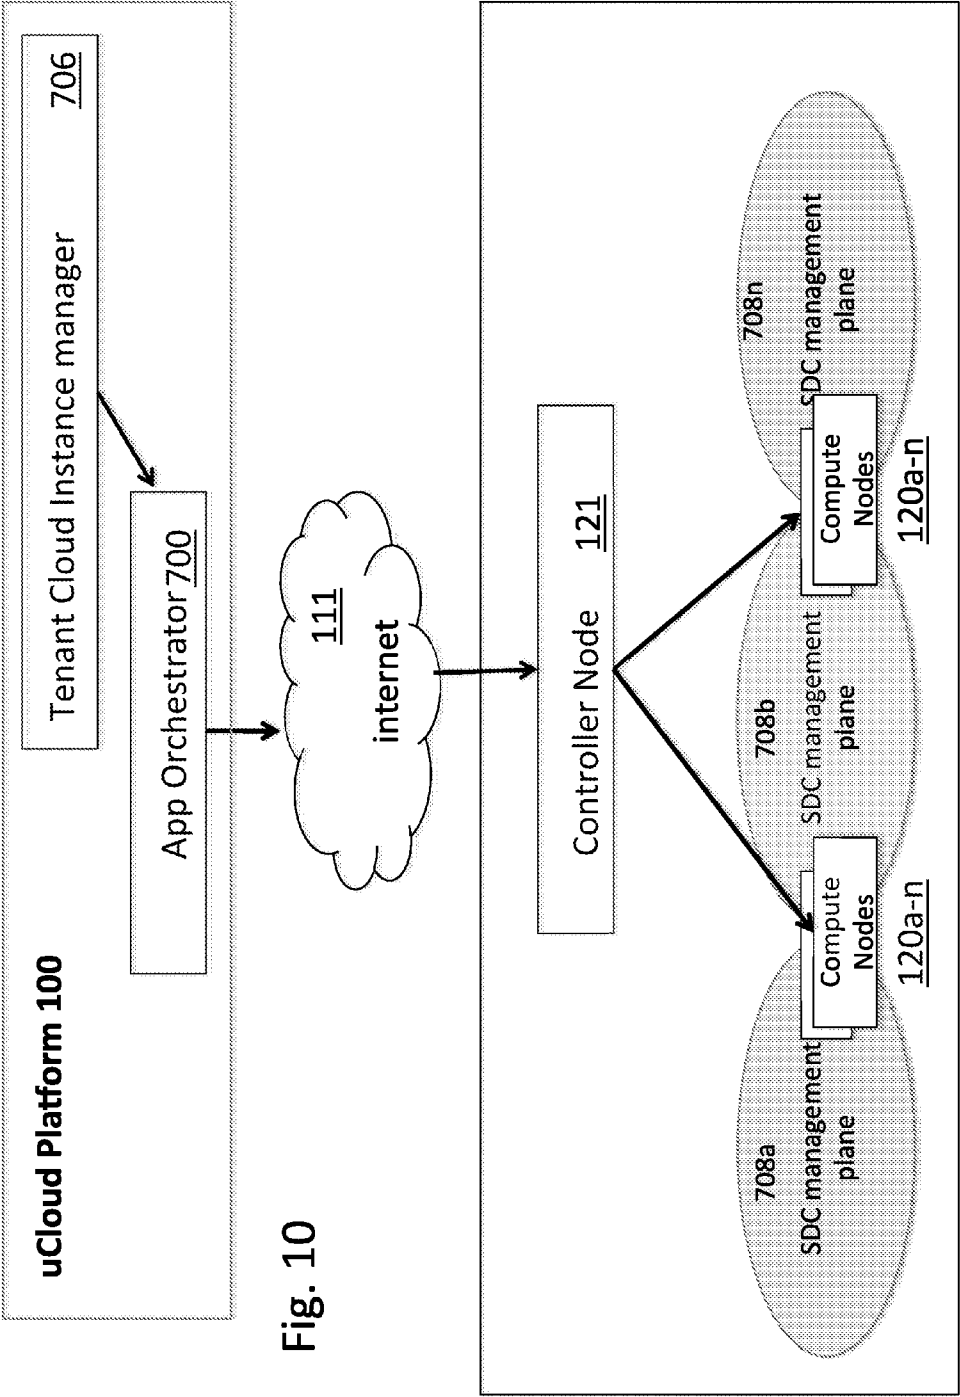 Tenant Cloud Instance manager 706
uCloud Platform 100
App Orchestrator 700
Fig. 10
111
internet
Controller Node 121
708a
SDC management
plane
708b
SDC management
plane
708n
SDC management
plane
Compute
Nodes
120a-n
Compute
Nodes
120a-n